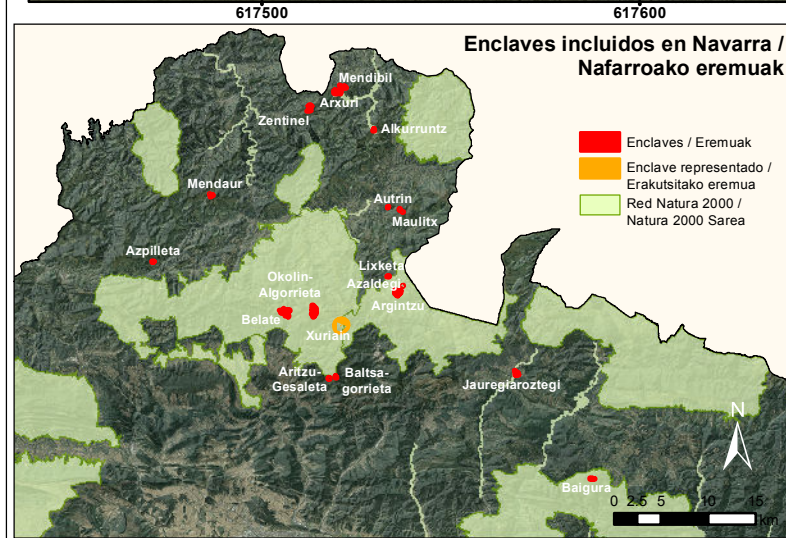 617500
617600
Enclaves incluidos en Navarra /
Nafarroako eremuak
Mendibil
Arxuri
Zentinel
Alkurruntz
Enclaves / Eremuak
Enclave representado /
Erakutsitako eremua
Red Natura 2000 /
Natura 2000 Sarea
Mendaur
Autrin
Maulitx
Azpilleta
Lixketa
Azaldegi
Argintzu
Okolin-
Algorrieta
Belate
Xuriain
Aritzu-
Gesaleta
Baltsa-
gorrieta
Jauregiaroztegi
N
Baigura
0 2.5 5 10 15
km